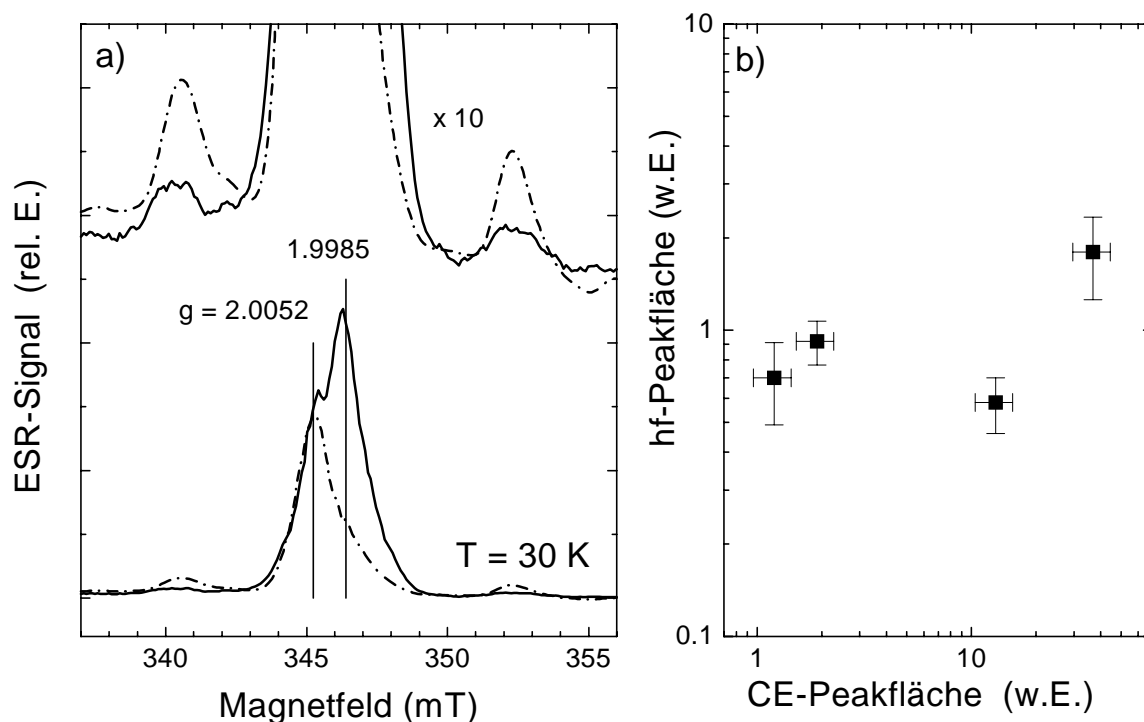 a)
x 10
1.9985
g = 2.0052
T = 30 K
ESR-Signal (rel. E.)
340 345 350 355
Magnetfeld (mT)
b)
10
1
0.1
hf-Peakfläche (w.E.)
1 10
CE-Peakfläche (w.E.)